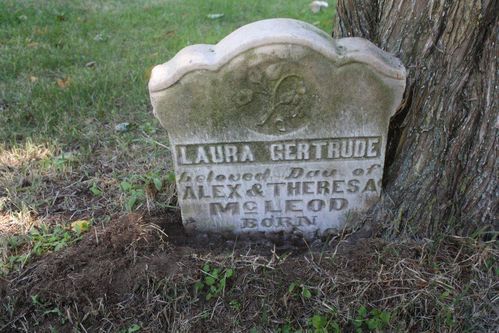 LAURA GERTRUDE
beloved Dau of
ALEX & THERESA
McLEOD
BORN